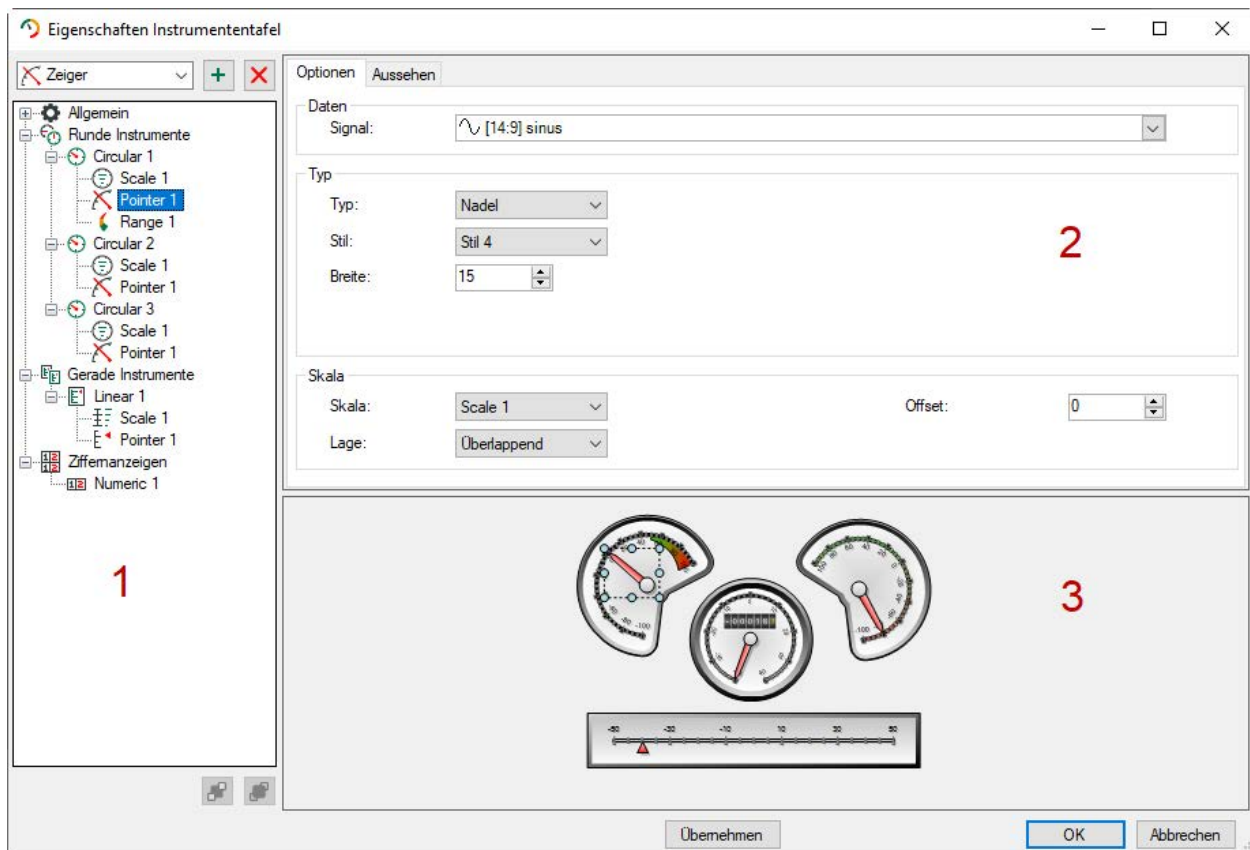 Eigenschaften Instrumententafel
Zeiger
Allgemein
Runde Instrumente
Circular 1
Scale 1
Pointer 1
Range 1
Circular 2
Scale 1
Pointer 1
Circular 3
Scale 1
Pointer 1
Gerade Instrumente
Linear 1
Scale 1
Pointer 1
Ziffernanzeigen
Numeric 1
1
Optionen Aussehen
Daten
Signal: [14:9] sinus
Typ
Typ: Nadel
Stil: Stil 4
Breite: 15
2
Skala
Skala: Scale 1 Offset: 0
Lage: Überlappend
3
-50 -30 -10 10 30 50
Übernehmen OK Abbrechen